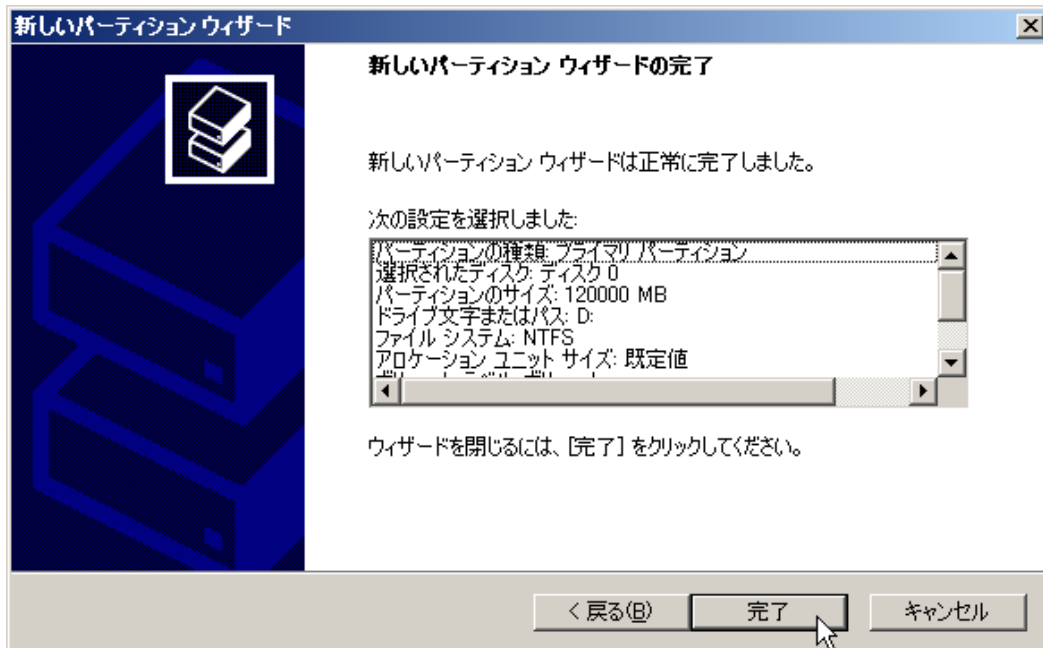 新しいパーティション ウィザード
新しいパーティション ウィザードの完了
新しいパーティション ウィザードは正常に完了しました。
次の設定を選択しました:
パーティションの種類: プライマリ パーティション
選択されたディスク: ディスク 0
パーティションのサイズ: 120000 MB
ドライブ文字またはパス: D:
ファイル システム: NTFS
アロケーション ユニット サイズ: 既定値
ウィザードを閉じるには、[完了] をクリックしてください。
< 戻る(B)
完了
キャンセル